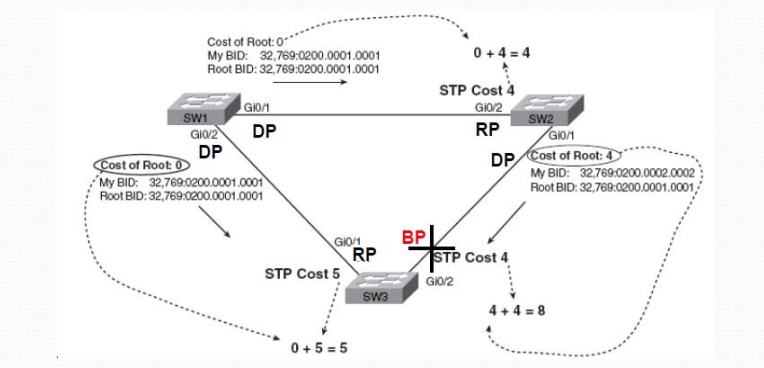 Cost of Root: 0
My BID: 32,769:0200.0001.0001
Root BID: 32,769:0200.0001.0001
0 + 4 = 4
STP Cost 4
SW1
Gi0/1
Gi0/2
SW2
Gi0/2
DP
RP
Gi0/1
DP
DP
Cost of Root: 0
My BID: 32,769:0200.0001.0001
Root BID: 32,769:0200.0001.0001
Cost of Root: 4
My BID: 32,769:0200.0002.0002
Root BID: 32,769:0200.0001.0001
Gi0/1
RP
BP
STP Cost 4
STP Cost 5
Gi0/2
SW3
4 + 4 = 8
0 + 5 = 5